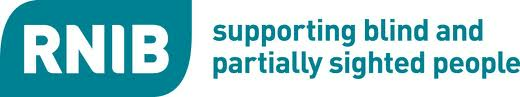 RNIB
supporting blind and
partially sighted people